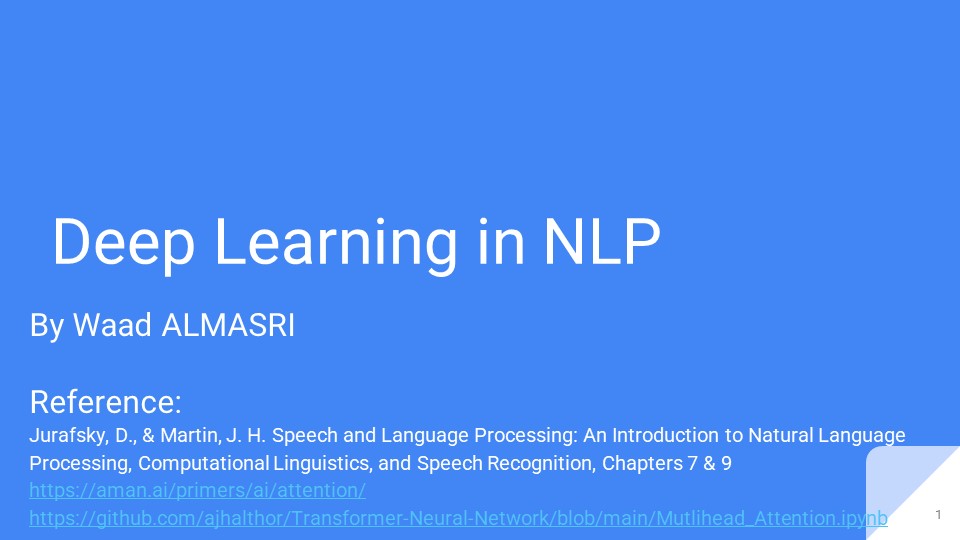 Deep Learning in NLP
By Waad ALMASRI
Reference:
Jurafsky, D., & Martin, J. H. Speech and Language Processing: An Introduction to Natural Language
Processing, Computational Linguistics, and Speech Recognition, Chapters 7 & 9
https://aman.ai/primers/ai/attention/
https://github.com/ajhalthor/Transformer-Neural-Network/blob/main/Mutlihead_Attention.ipynb
1